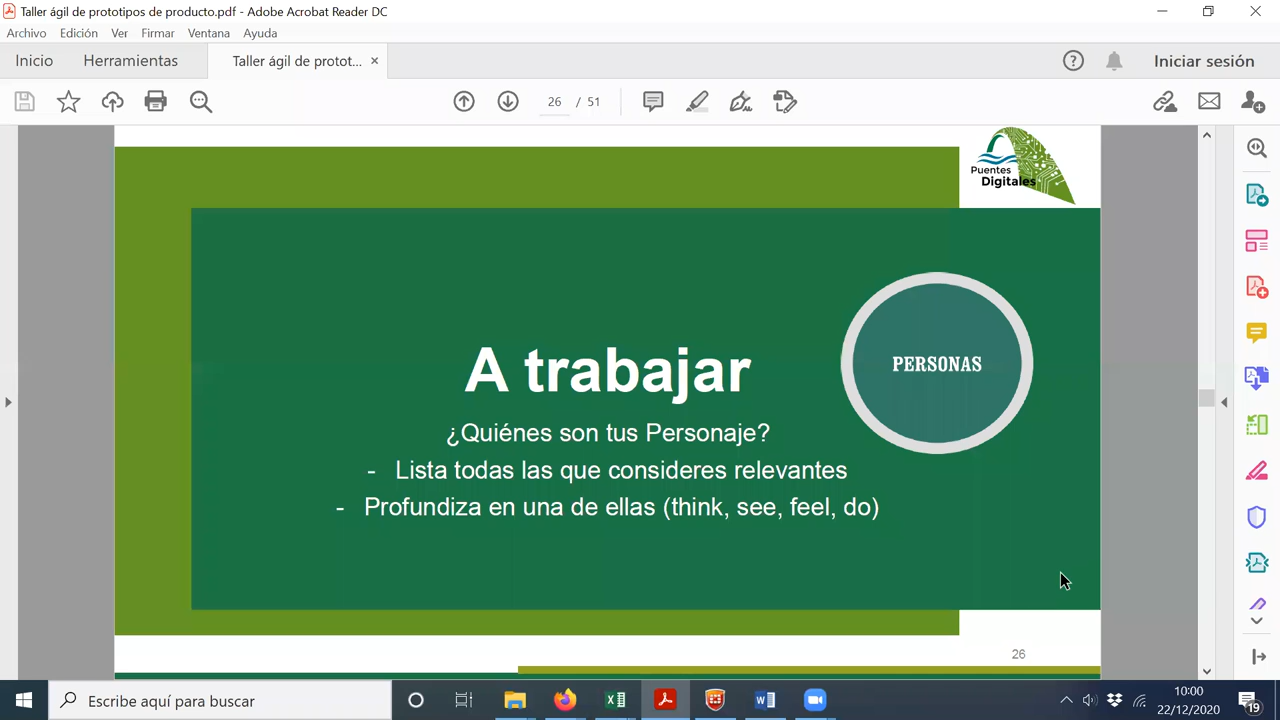 Taller ágil de prototipos de producto.pdf - Adobe Acrobat Reader DC
Archivo Edición Ver Firmar Ventana Ayuda
Inicio Herramientas Taller ágil de protot... × Iniciar sesión
26 / 51
Puentes
Digitales
PERSONAS
A trabajar
¿Quiénes son tus Personaje?
- Lista todas las que consideres relevantes
- Profundiza en una de ellas (think, see, feel, do)
26
Escribe aquí para buscar
10:00
22/12/2020
19